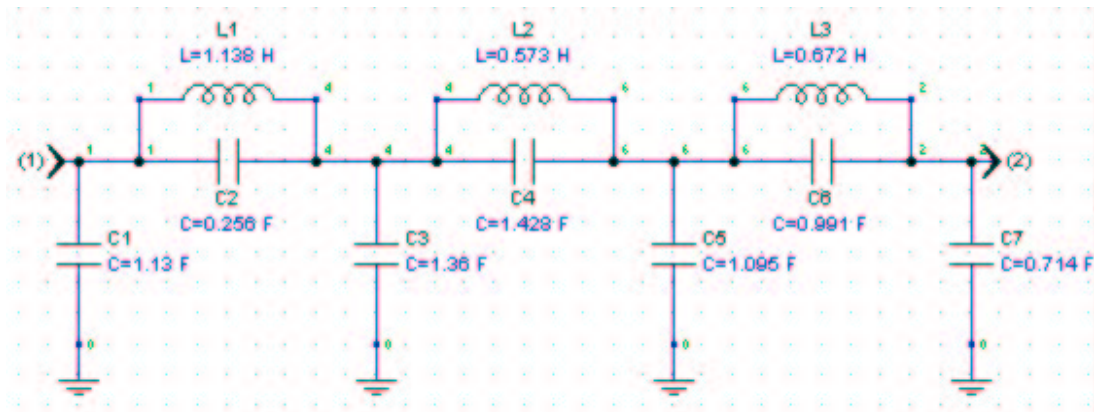 L1
L=1.138 H
L2
L=0.573 H
L3
L=0.672 H
1 4 4 6 6 2
(1) 1 1 4 4 4 6 6 6 2 2 (2)
C2
C=0.256 F
C4
C=1.428 F
C6
C=0.991 F
C1
C=1.13 F
C3
C=1.36 F
C5
C=1.095 F
C7
C=0.714 F
0 0 0 0